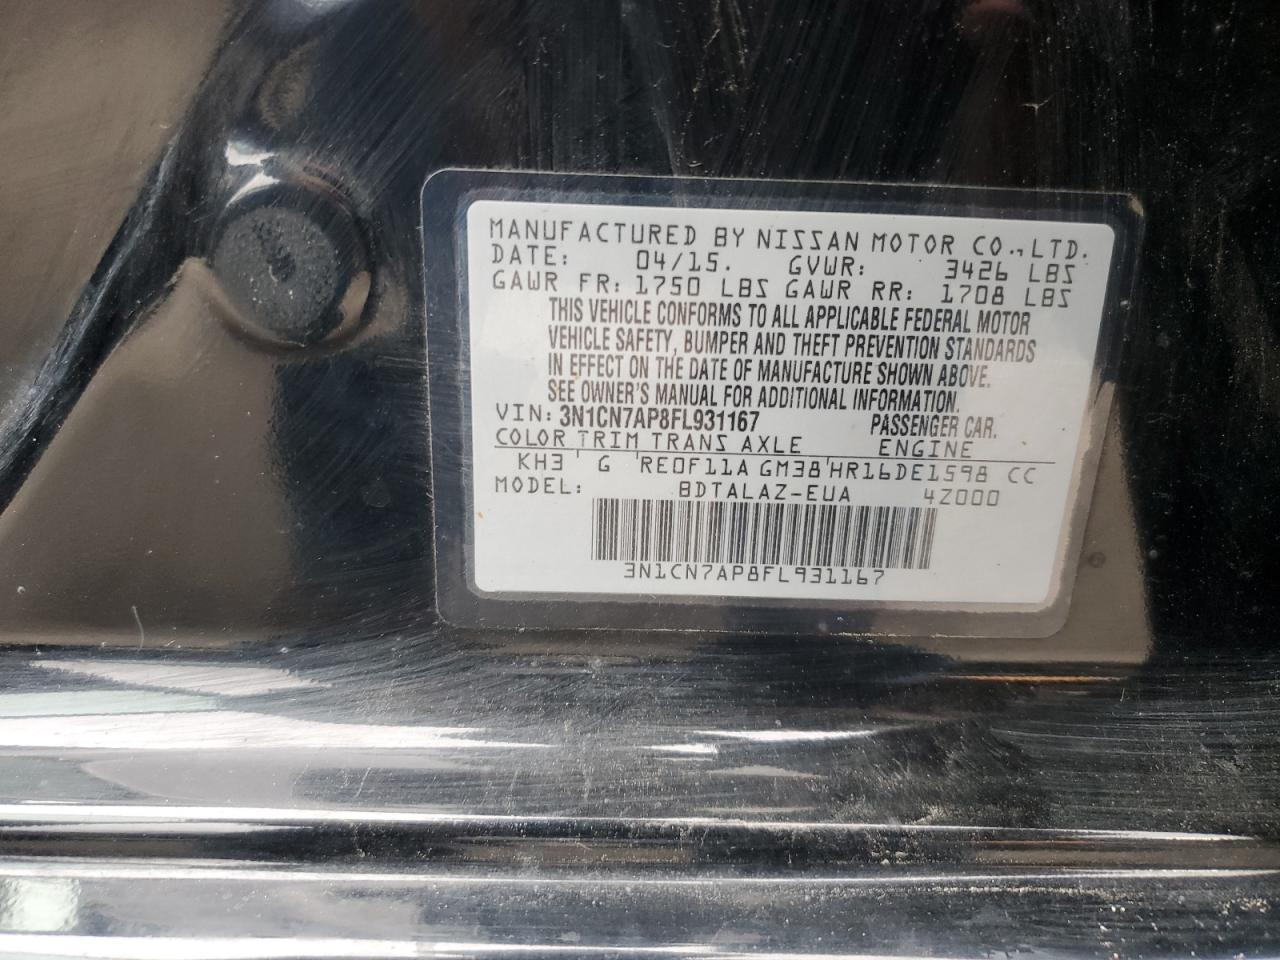 MANUFACTURED BY NISSAN MOTOR CO., LTD.
DATE: 04/15. GVWR: 3426 LBS
GAWR FR: 1750 LBS GAWR RR: 1708 LBS
THIS VEHICLE CONFORMS TO ALL APPLICABLE FEDERAL MOTOR
VEHICLE SAFETY, BUMPER AND THEFT PREVENTION STANDARDS
IN EFFECT ON THE DATE OF MANUFACTURE SHOWN ABOVE.
SEE OWNER'S MANUAL FOR ADDITIONAL INFORMATION.
VIN: 3N1CN7AP8FL931167 PASSENGER CAR.
COLOR TRIM TRANS AXLE ENGINE
KH3 ' G 'RE0F11A GM38'HR16DE1598 CC
MODEL: BDTALAZ-EUA 4Z000
3N1CN7AP8FL931167